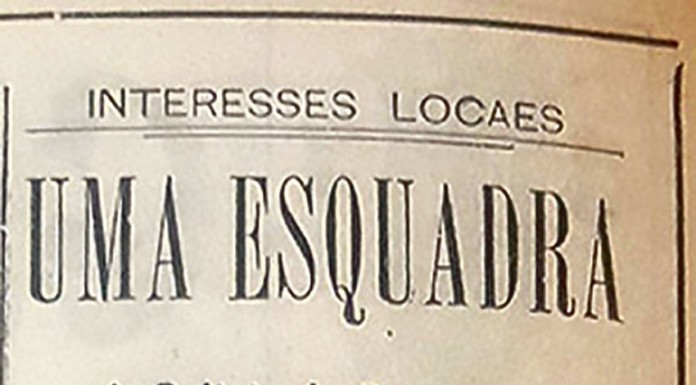 INTERESSES LOCAES
UMA ESQUADRA